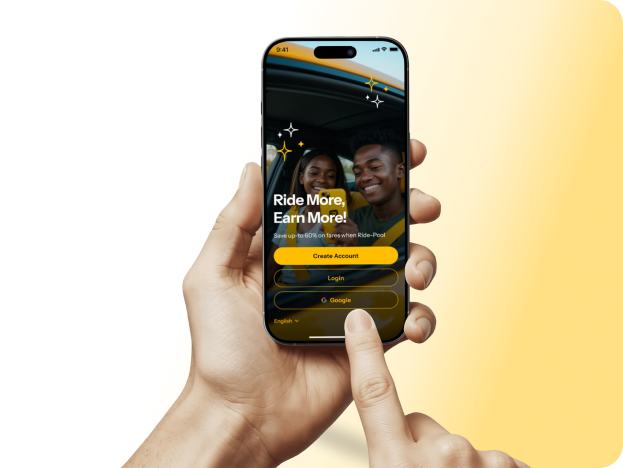 9:41
Ride More,
Earn More!
Save up-to 60% on fares when Ride-Pool
Create Account
Login
Google
English